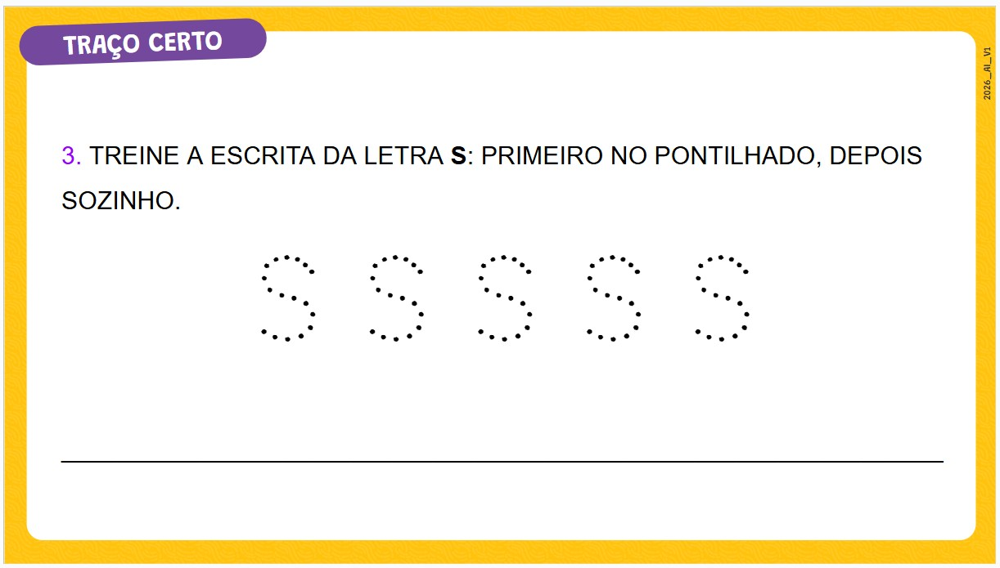 TRAÇO CERTO
2026_AI_V1
3. TREINE A ESCRITA DA LETRA S: PRIMEIRO NO PONTILHADO, DEPOIS
SOZINHO.
S S S S S